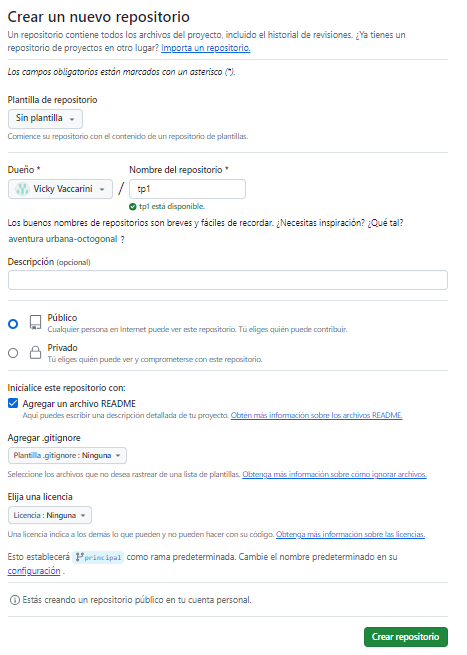 Crear un nuevo repositorio
Un repositorio contiene todos los archivos del proyecto, incluido el historial de revisiones. ¿Ya tienes un
repositorio de proyectos en otro lugar? Importa un repositorio.
Los campos obligatorios están marcados con un asterisco (*).
Plantilla de repositorio
Sin plantilla
Comience su repositorio con el contenido de un repositorio de plantillas.
Dueño * Nombre del repositorio *
Vicky Vaccarini / tp1
tp1 está disponible.
Los buenos nombres de repositorios son breves y fáciles de recordar. ¿Necesitas inspiración? ¿Qué tal?
aventura urbana-octogonal ?
Descripción (opcional)
Público
Cualquier persona en Internet puede ver este repositorio. Tú eliges quién puede contribuir.
Privado
Tú eliges quién puede ver y comprometerse con este repositorio.
Inicialice este repositorio con:
Agregar un archivo README
Aquí puedes escribir una descripción detallada de tu proyecto. Obtén más información sobre los archivos README.
Agregar .gitignore
Plantilla .gitignore : Ninguna
Seleccione los archivos que no desea rastrear de una lista de plantillas. Obtenga más información sobre cómo ignorar archivos.
Elija una licencia
Licencia : Ninguna
Una licencia indica a los demás lo que pueden y no pueden hacer con su código. Obtenga más información sobre las licencias.
Esto establecerá principal como rama predeterminada. Cambie el nombre predeterminado en su
configuración .
Estás creando un repositorio público en tu cuenta personal.
Crear repositorio